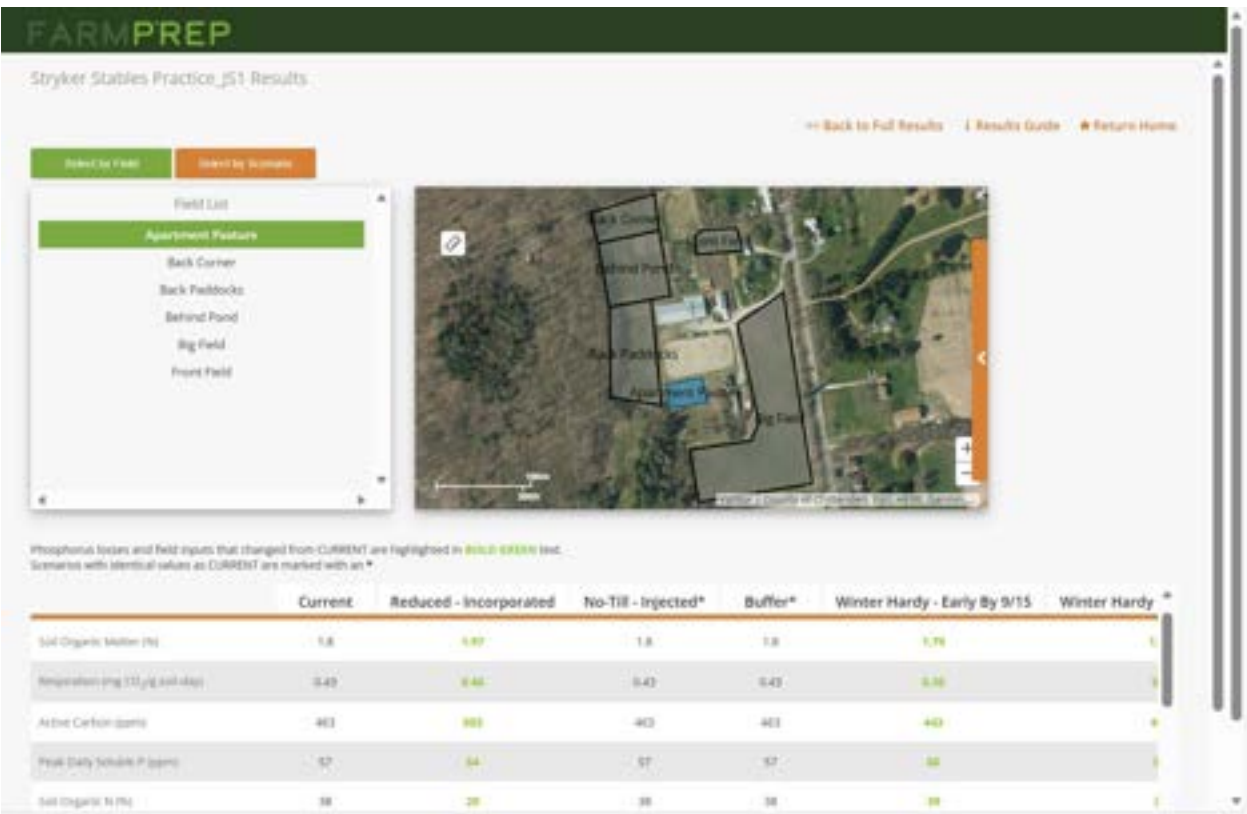 FARMPREP
Stryker Stables Practice_JS1 Results
Back to Full Results Results Guide Return Home
Select by Field Select by Scenario
Field List
Apartment Pasture
Back Corner
Back Paddocks
Behind Pond
Big Field
Front Field
Back Corner
Behind Pond
Back Paddocks
Big Field
Phosphorus losses and field inputs that changed from CURRENT are highlighted in BOLD GREEN text.
Scenarios with identical values as CURRENT are marked with an *
Current Reduced - Incorporated No-Till - Injected* Buffer* Winter Hardy - Early By 9/15 Winter Hardy
Soil Organic Matter (%) 1.8 1.8 1.8
Respiration (mg CO₂/g soil-day) 0.43 0.43 0.43
Active Carbon (ppm) 463 463 463 443
Peak Daily Soluble P (ppm) 57 54 57 57
Soil Organic N (%) 38 38 38